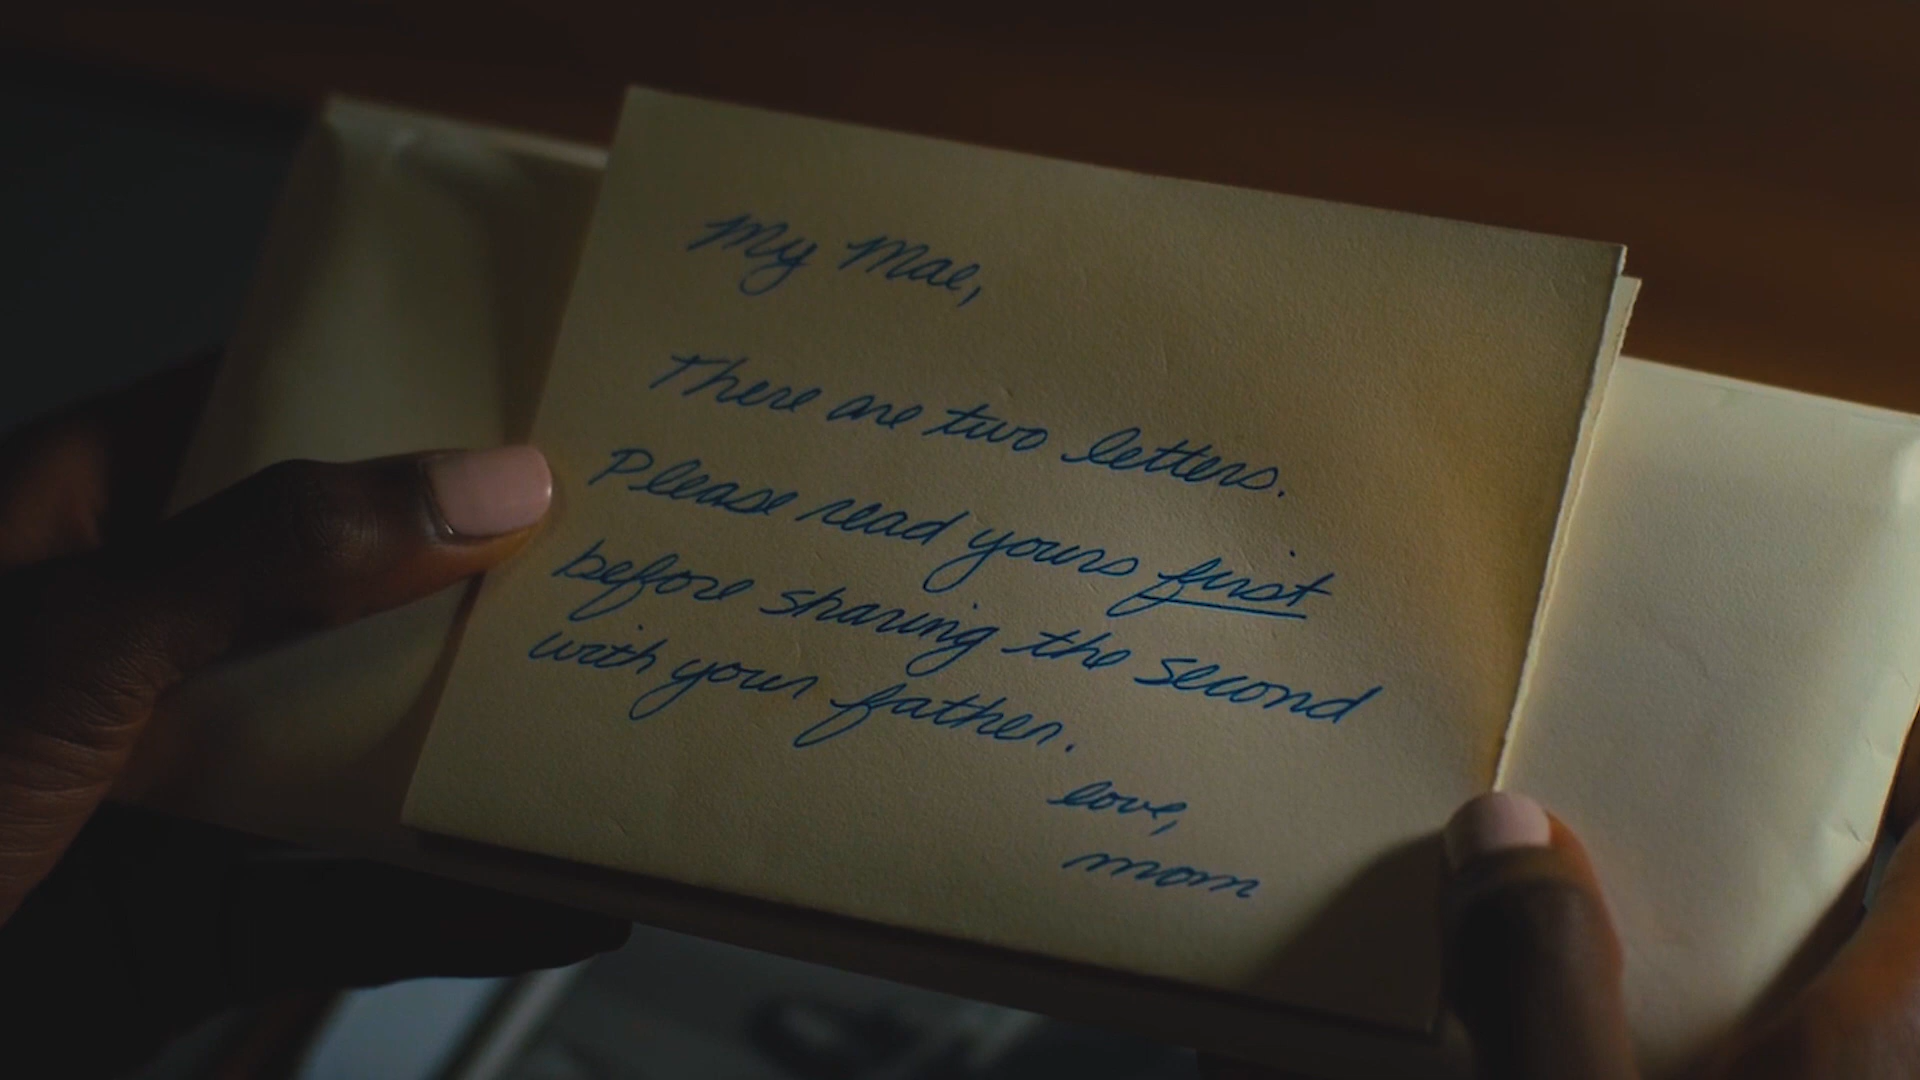 My Mae,
There are two letters.
Please read yours first
before sharing the second
with your father.
love,
mom